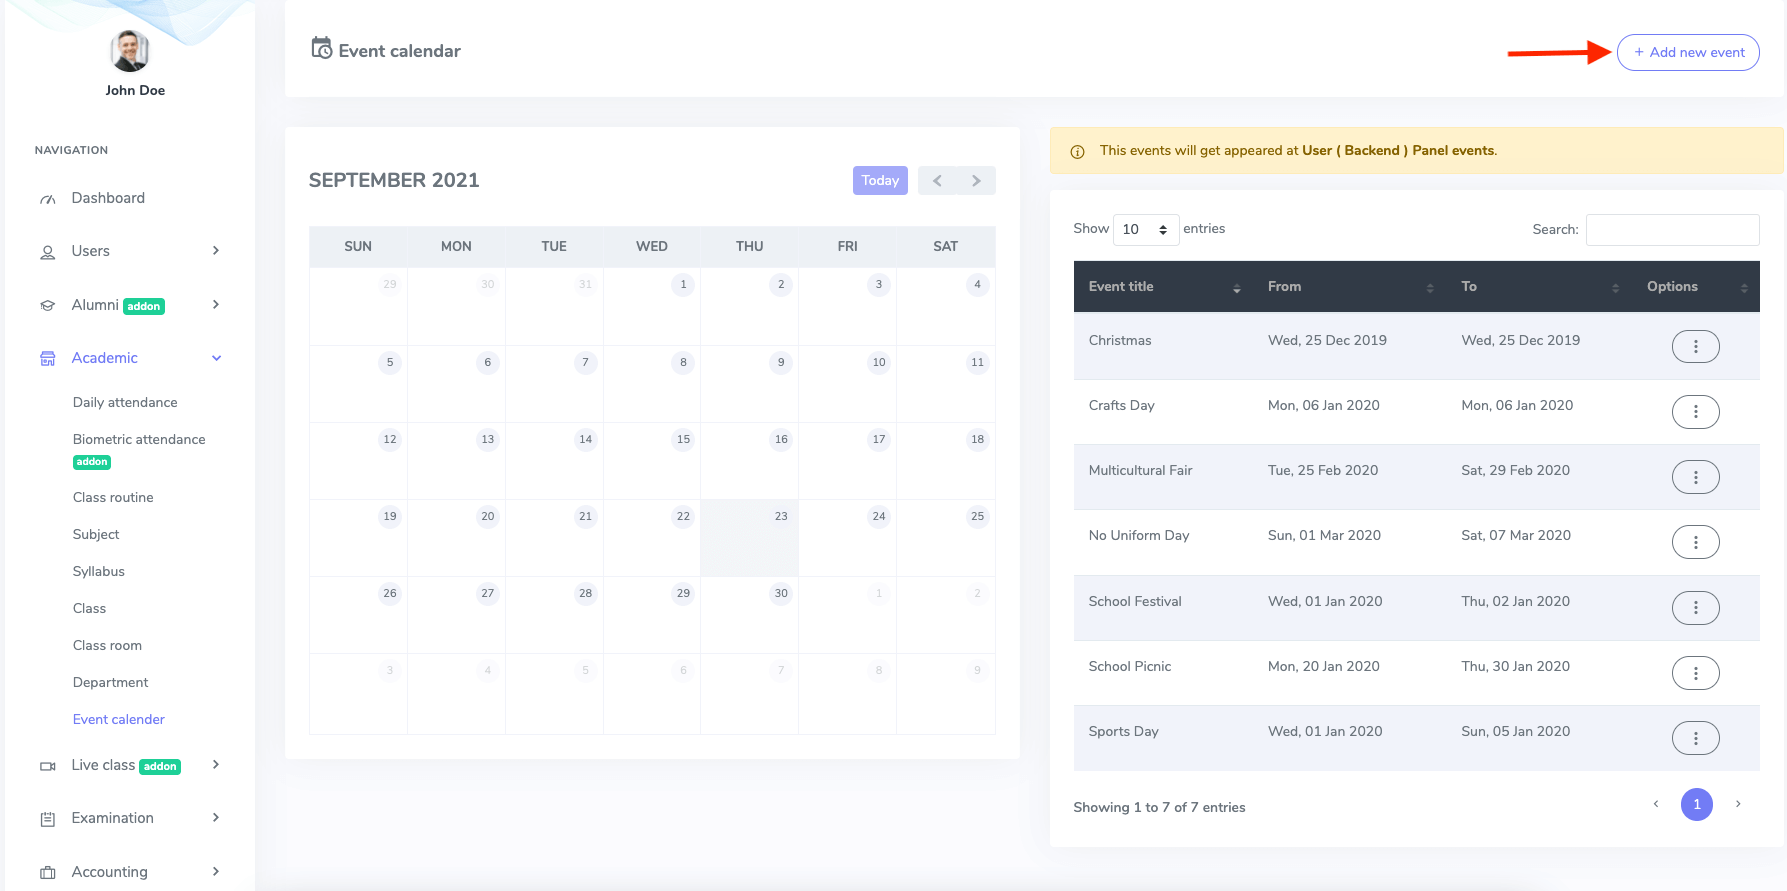 John Doe
NAVIGATION
Dashboard
Users
Alumni addon
Academic
Daily attendance
Biometric attendance
addon
Class routine
Subject
Syllabus
Class
Class room
Department
Event calender
Live class addon
Examination
Accounting
Event calendar
+ Add new event
SEPTEMBER 2021
Today
SUN MON TUE WED THU FRI SAT
29 30 31 1 2 3 4
5 6 7 8 9 10 11
12 13 14 15 16 17 18
19 20 21 22 23 24 25
26 27 28 29 30 1 2
3 4 5 6 7 8 9
This events will get appeared at User ( Backend ) Panel events.
Show 10 entries Search:
Event title From To Options
Christmas Wed, 25 Dec 2019 Wed, 25 Dec 2019
Crafts Day Mon, 06 Jan 2020 Mon, 06 Jan 2020
Multicultural Fair Tue, 25 Feb 2020 Sat, 29 Feb 2020
No Uniform Day Sun, 01 Mar 2020 Sat, 07 Mar 2020
School Festival Wed, 01 Jan 2020 Thu, 02 Jan 2020
School Picnic Mon, 20 Jan 2020 Thu, 30 Jan 2020
Sports Day Wed, 01 Jan 2020 Sun, 05 Jan 2020
Showing 1 to 7 of 7 entries
1